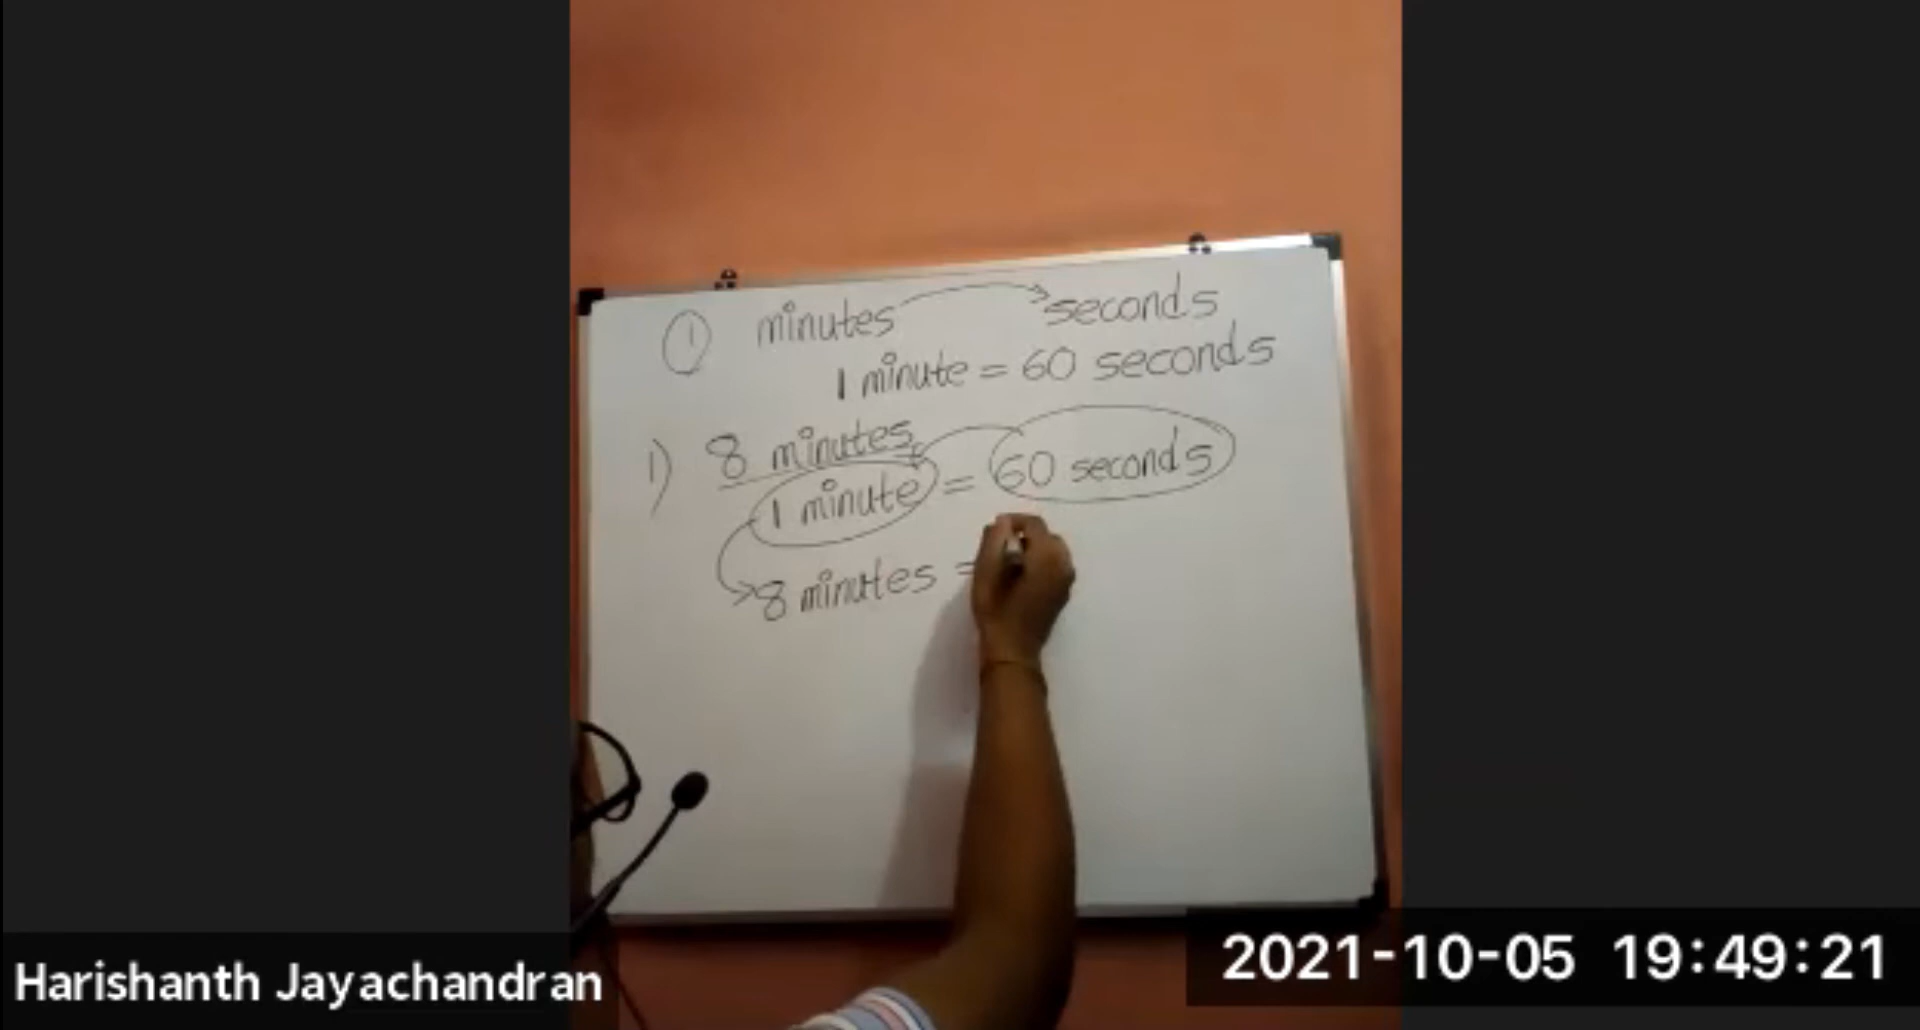 ① minutes → seconds
1 minute = 60 seconds
1) 8 minutes
1 minute = 60 seconds
8 minutes =
Harishanth Jayachandran
2021-10-05 19:49:21